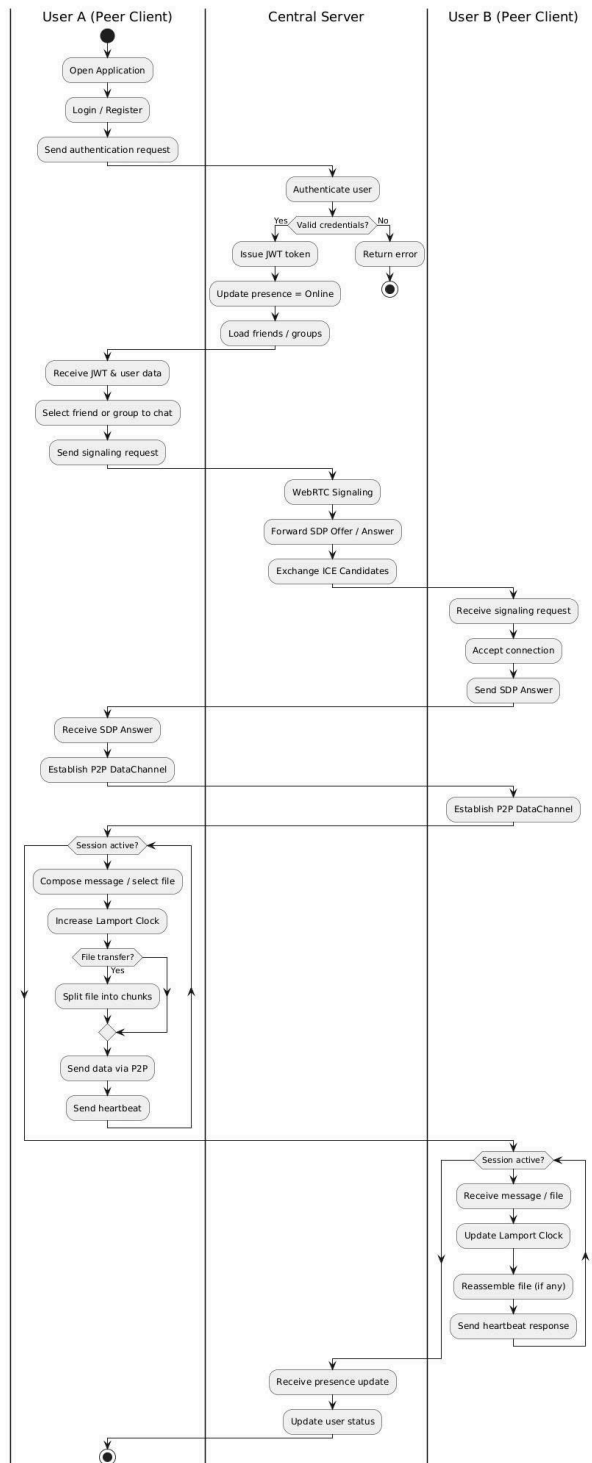 User A (Peer Client)
Central Server
User B (Peer Client)
Open Application
Login / Register
Send authentication request
Authenticate user
Yes
Valid credentials?
No
Issue JWT token
Return error
Update presence = Online
Load friends / groups
Receive JWT & user data
Select friend or group to chat
Send signaling request
WebRTC Signaling
Forward SDP Offer / Answer
Exchange ICE Candidates
Receive signaling request
Accept connection
Send SDP Answer
Receive SDP Answer
Establish P2P DataChannel
Establish P2P DataChannel
Session active?
Compose message / select file
Increase Lamport Clock
File transfer?
Yes
Split file into chunks
Send data via P2P
Send heartbeat
Session active?
Receive message / file
Update Lamport Clock
Reassemble file (if any)
Send heartbeat response
Receive presence update
Update user status